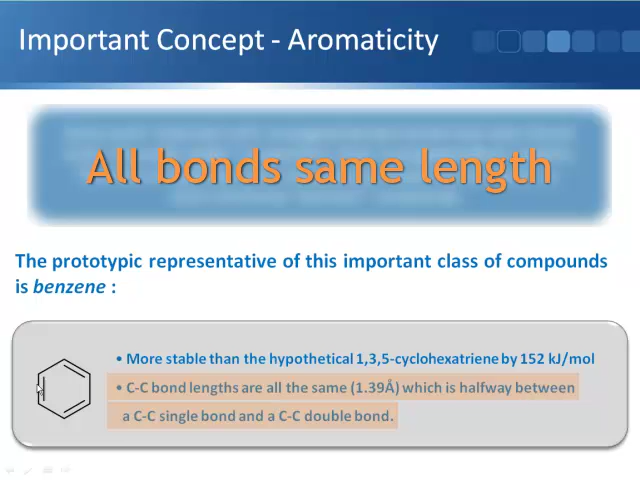 Important Concept - Aromaticity
All bonds same length
The prototypic representative of this important class of compounds
is benzene :
• More stable than the hypothetical 1,3,5-cyclohexatriene by 152 kJ/mol
• C-C bond lengths are all the same (1.39Å) which is halfway between
a C-C single bond and a C-C double bond.